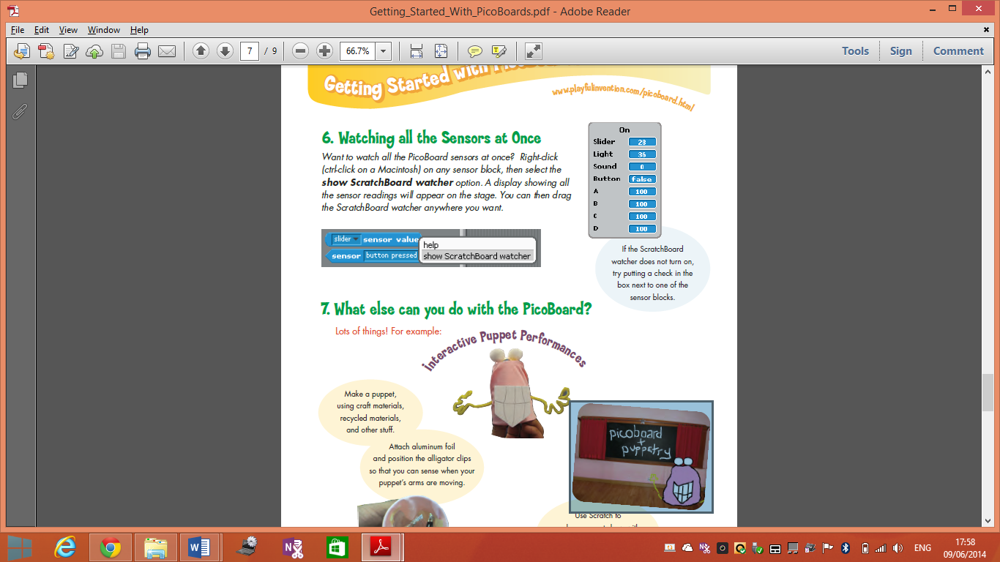 Getting_Started_With_PicoBoards.pdf - Adobe Reader
File Edit View Window Help
7 / 9
66.7%
Tools Sign Comment
Getting Started with
www.playfulinvention.com/picoboard.html
6. Watching all the Sensors at Once
Want to watch all the PicoBoard sensors at once? Right-click
(ctrl-click on a Macintosh) on any sensor block, then select the
show ScratchBoard watcher option. A display showing all
the sensor readings will appear on the stage. You can then drag
the ScratchBoard watcher anywhere you want.
On
Slider 28
Light 36
Sound 0
Button false
A 100
B 100
C 100
D 100
slider sensor value
sensor button pressed
help
show ScratchBoard watcher
If the ScratchBoard
watcher does not turn on,
try putting a check in the
box next to one of the
sensor blocks.
7. What else can you do with the PicoBoard?
Lots of things! For example:
interactive Puppet Performances
Make a puppet,
using craft materials,
recycled materials,
and other stuff.
Attach aluminum foil
and position the alligator clips
so that you can sense when your
puppet's arms are moving.
picoboard
+
puppetry
Use Scratch to
ENG
17:58
09/06/2014